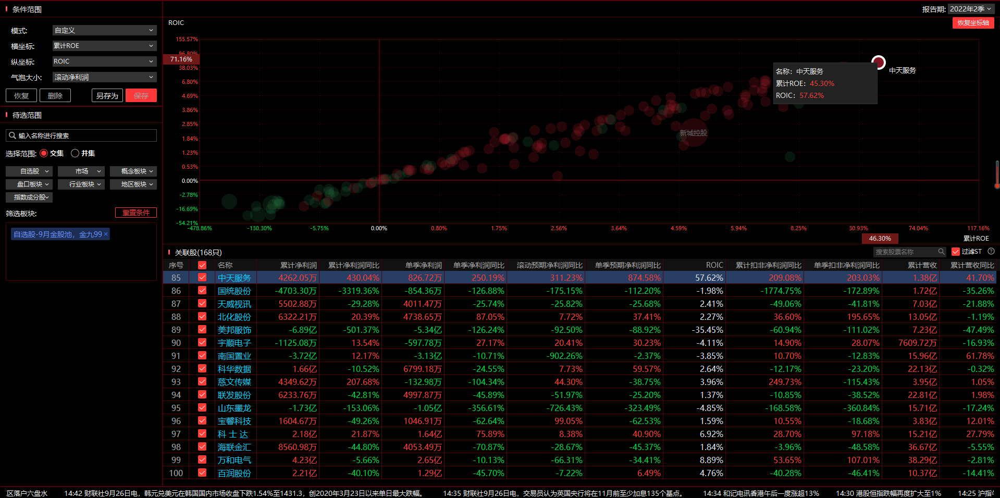 条件范围
模式: 自定义
横坐标: 累计ROE
纵坐标: ROIC
气泡大小: 滚动净利润
恢复 删除 另存为 保存
待选范围
输入名称进行搜索
选择范围: 交集 并集
自选股 市场 概念板块
盘口板块 行业板块 地区板块
指数成分股
筛选板块: 重置条件
自选股-9月金股池，金九99 ×
报告期: 2022年2季
恢复坐标轴
ROIC
155.57%
96.80%
71.16%
38.03%
6.80%
4.69%
3.86%
2.85%
1.84%
1.23%
0.53%
0.00%
-2.78%
-16.69%
-54.21%
中天服务
名称: 中天服务
累计ROE: 45.30%
ROIC: 57.62%
新城控股
-478.86% -130.30% -5.75% 0.00% 0.80% 1.75% 2.56% 3.64% 4.59% 5.94% 8.25% 30.93% 74.04% 117.16%
46.30% 累计ROE
关联股(168只) 搜索股票名称 过滤ST ?
序号 名称 累计净利润 累计净利润同比 单季净利润 单季净利润同比 滚动预期净利润同比 单季预期净利润同比 ROIC 累计扣非净利润同比 单季扣非净利润同比 累计营收 累计营收同比
85 中天服务 4262.05万 430.04% 826.72万 250.19% 311.23% 874.58% 57.62% 209.08% 203.03% 1.38亿 41.70%
86 国统股份 -4703.30万 -3319.36% -854.36万 -126.88% -175.15% -112.20% -1.98% -1774.75% -172.89% 1.72亿 -35.26%
87 天威视讯 5502.88万 -29.28% 4011.47万 -25.74% -25.82% -25.68% 2.41% -49.06% -41.81% 7.03亿 -21.88%
88 北化股份 6322.21万 20.39% 4738.65万 87.05% 7.72% 37.41% 2.27% 36.60% 195.65% 13.05亿 -1.19%
89 美邦服饰 -6.89亿 -501.37% -5.34亿 -126.24% -92.50% -88.92% -35.45% -60.94% -111.02% 7.23亿 -47.49%
90 宇顺电子 -1125.08万 13.54% -597.78万 27.17% 20.41% 30.23% -4.11% 14.90% 28.07% 7609.72万 -16.93%
91 南国置业 -3.72亿 12.17% -3.13亿 -10.71% -902.26% -2.37% -3.85% 10.70% -12.83% 15.96亿 61.78%
92 科华数据 1.66亿 -10.52% 6799.18万 -24.55% 7.73% 59.57% 2.64% -12.17% -23.20% 22.13亿 -0.32%
93 慈文传媒 4349.62万 207.68% -132.98万 -104.34% 44.30% -38.75% 3.96% 249.73% -115.43% 3.95亿 1.05%
94 联发股份 6233.76万 -42.81% 4997.87万 -45.89% -51.97% -25.20% 1.37% -10.85% -38.52% 22.81亿 1.98%
95 山东墨龙 -1.73亿 -153.06% -1.05亿 -356.61% -726.43% -323.49% -4.85% -168.58% -360.84% 15.71亿 -17.24%
96 宝馨科技 1604.67万 -49.26% 1046.91万 -62.64% 99.05% -62.53% 1.59% 10.55% -18.68% 3.83亿 12.01%
97 科 士 达 2.18亿 21.87% 1.64亿 75.89% 8.38% 40.90% 6.92% 28.70% 97.18% 15.21亿 27.79%
98 海联金汇 8560.98万 -44.80% 4053.49万 -70.87% -28.67% -45.37% 1.84% -3.96% -48.58% 36.67亿 -5.55%
99 万和电气 4.23亿 -5.66% 2.65亿 -10.13% -66.31% -34.41% 8.89% 53.65% 107.01% 38.29亿 -2.81%
100 百润股份 2.21亿 -40.10% 1.29亿 -45.70% -7.22% 6.49% 4.76% -40.28% -46.41% 10.37亿 -14.41%
区落户六盘水 14:42 财联社9月26日电，韩元兑美元在韩国国内市场收盘下跌1.54%至1431.3，创2020年3月23日以来单日最大跌幅。 14:35 财联社9月26日电，交易员认为英国央行将在11月前至少加息135个基点。 14:34 和记电讯香港午后一度涨超13% 14:30 港股恒指跌幅再度扩大至1% 14:25 沪指